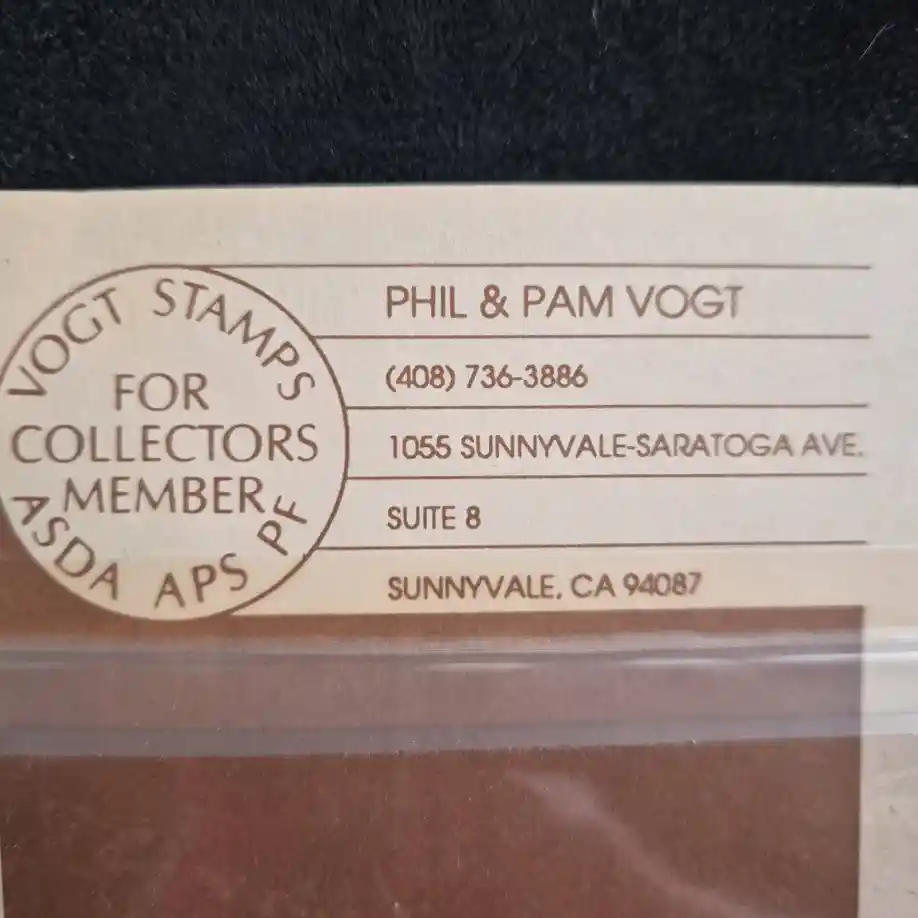 VOGT STAMPS
FOR
COLLECTORS
MEMBER
ASDA APS PF
PHIL & PAM VOGT
(408) 736-3886
1055 SUNNYVALE-SARATOGA AVE.
SUITE 8
SUNNYVALE, CA 94087